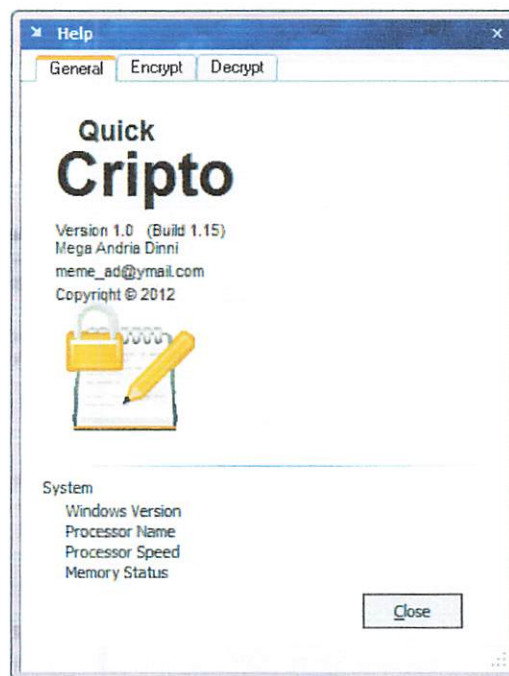 Help
General Encrypt Decrypt
Quick
Cripto
Version 1.0 (Build 1.15)
Mega Andria Dinni
meme_ad@ymail.com
Copyright © 2012
System
Windows Version
Processor Name
Processor Speed
Memory Status
Close